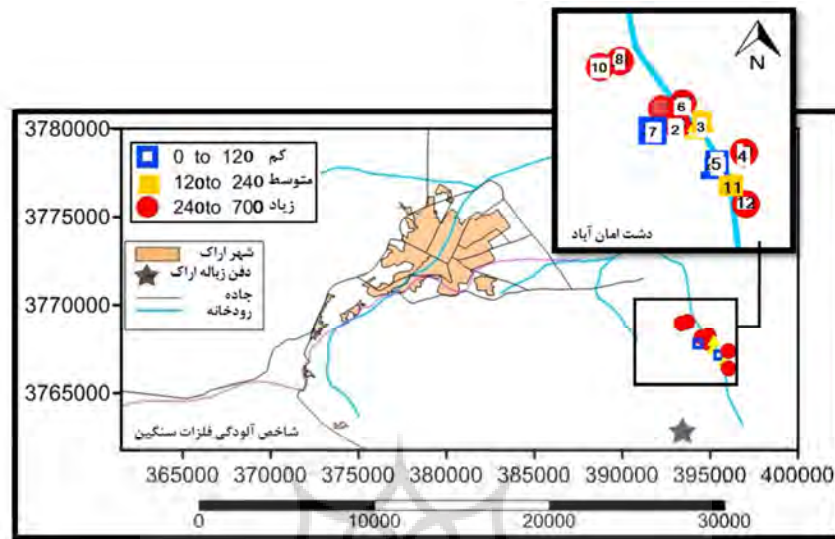 10
8
6
2
3
7
5
4
11
12
N
دشت امان آباد
3780000
3775000
3770000
3765000
0 to 120 کم
120to 240 متوسط
240to 700 زیاد
شهر اراک
دفن زباله اراک
جاده
رودخانه
شاخص آلودگی فلزات سنگین
365000 370000 375000 380000 385000 390000 395000 400000
0 10000 20000 30000